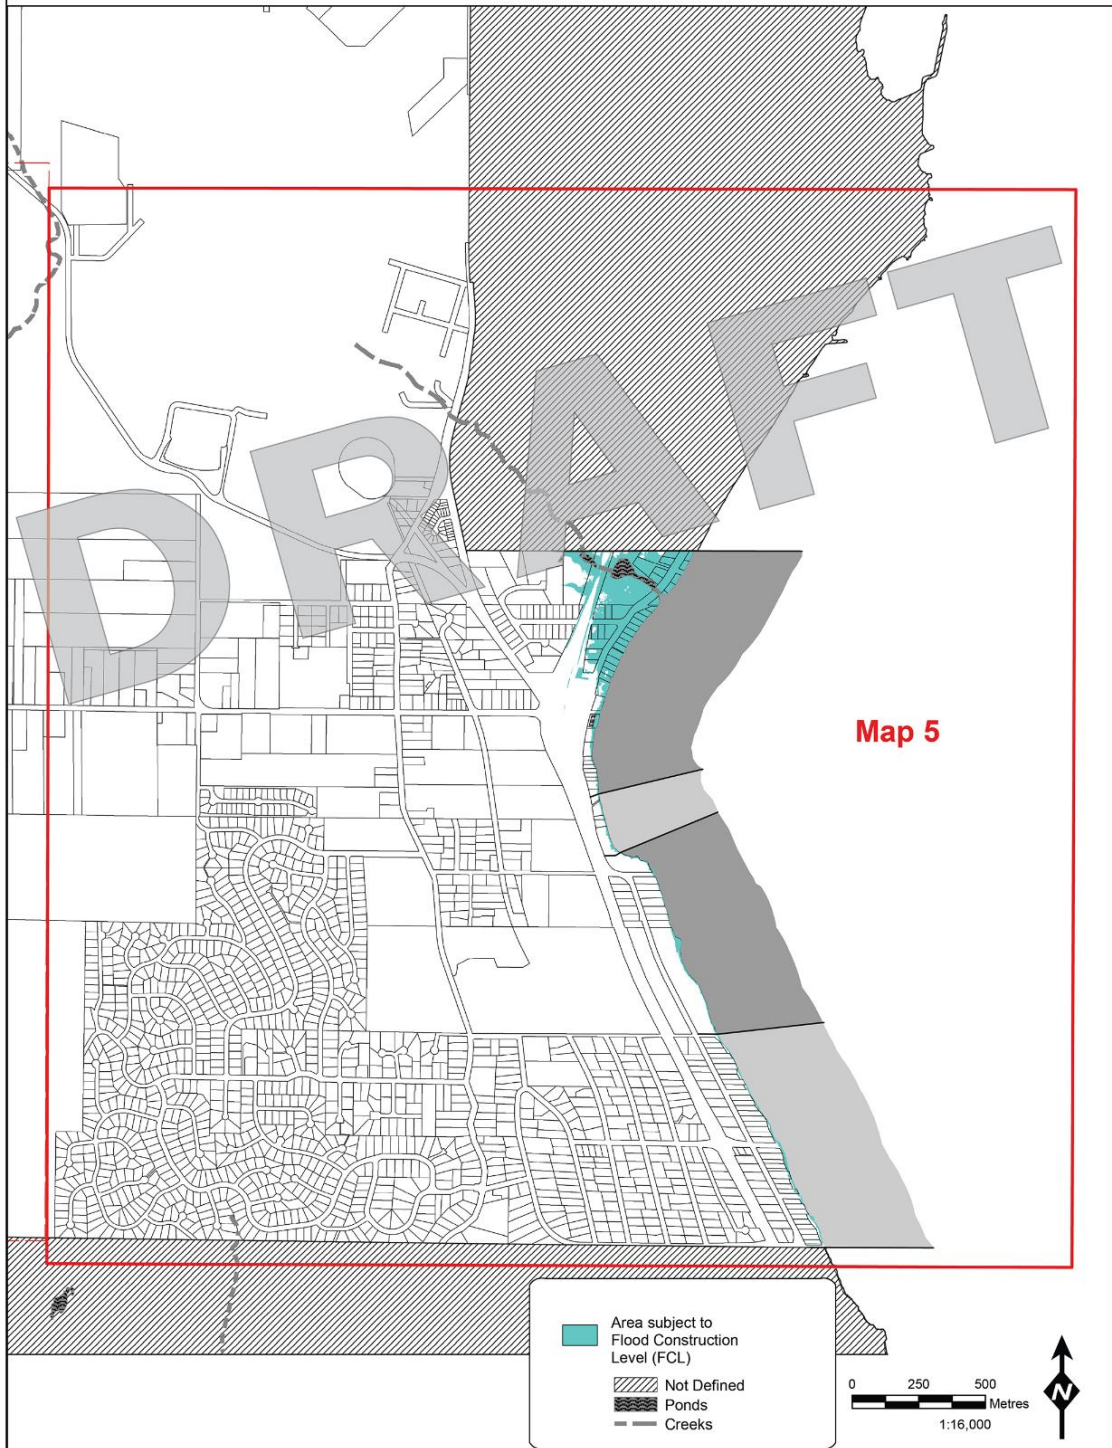 DRAFT
Map 5
Area subject to
Flood Construction
Level (FCL)
Not Defined
Ponds
Creeks
0 250 500
Metres
1:16,000
N